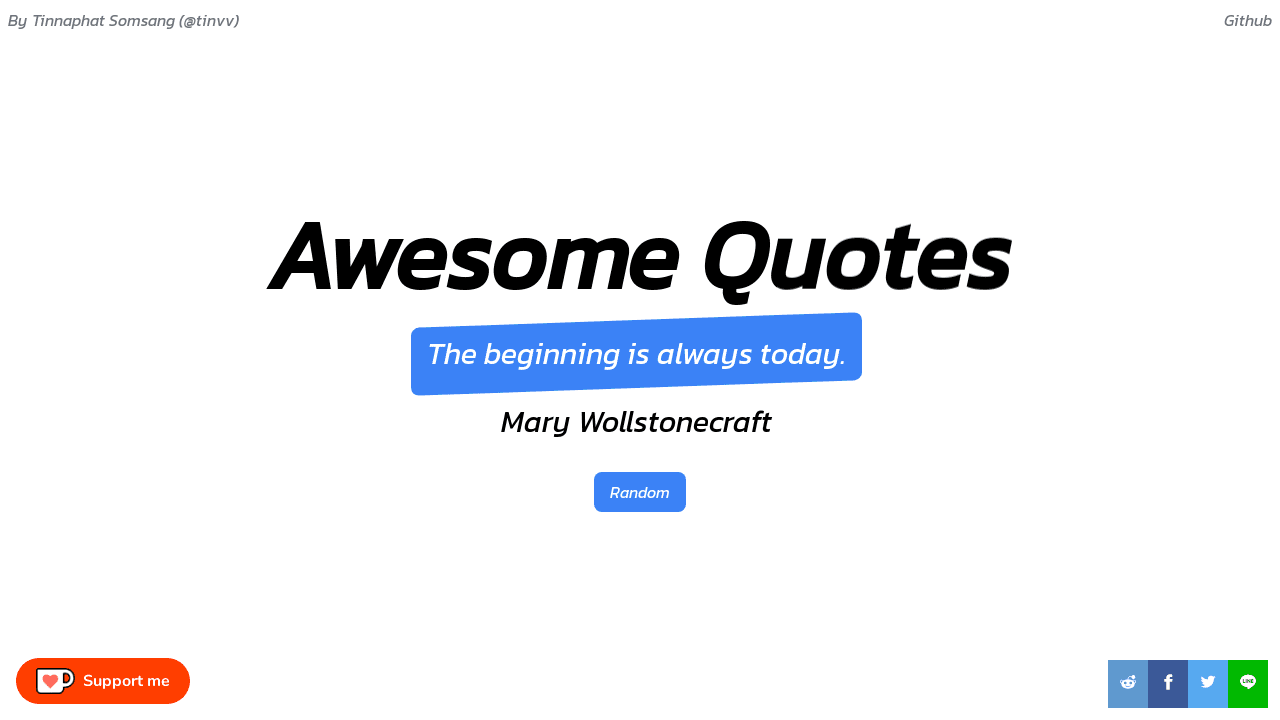 By Tinnaphat Somsang (@tinvv)
Github
Awesome Quotes
The beginning is always today.
Mary Wollstonecraft
Random
Support me
LINE